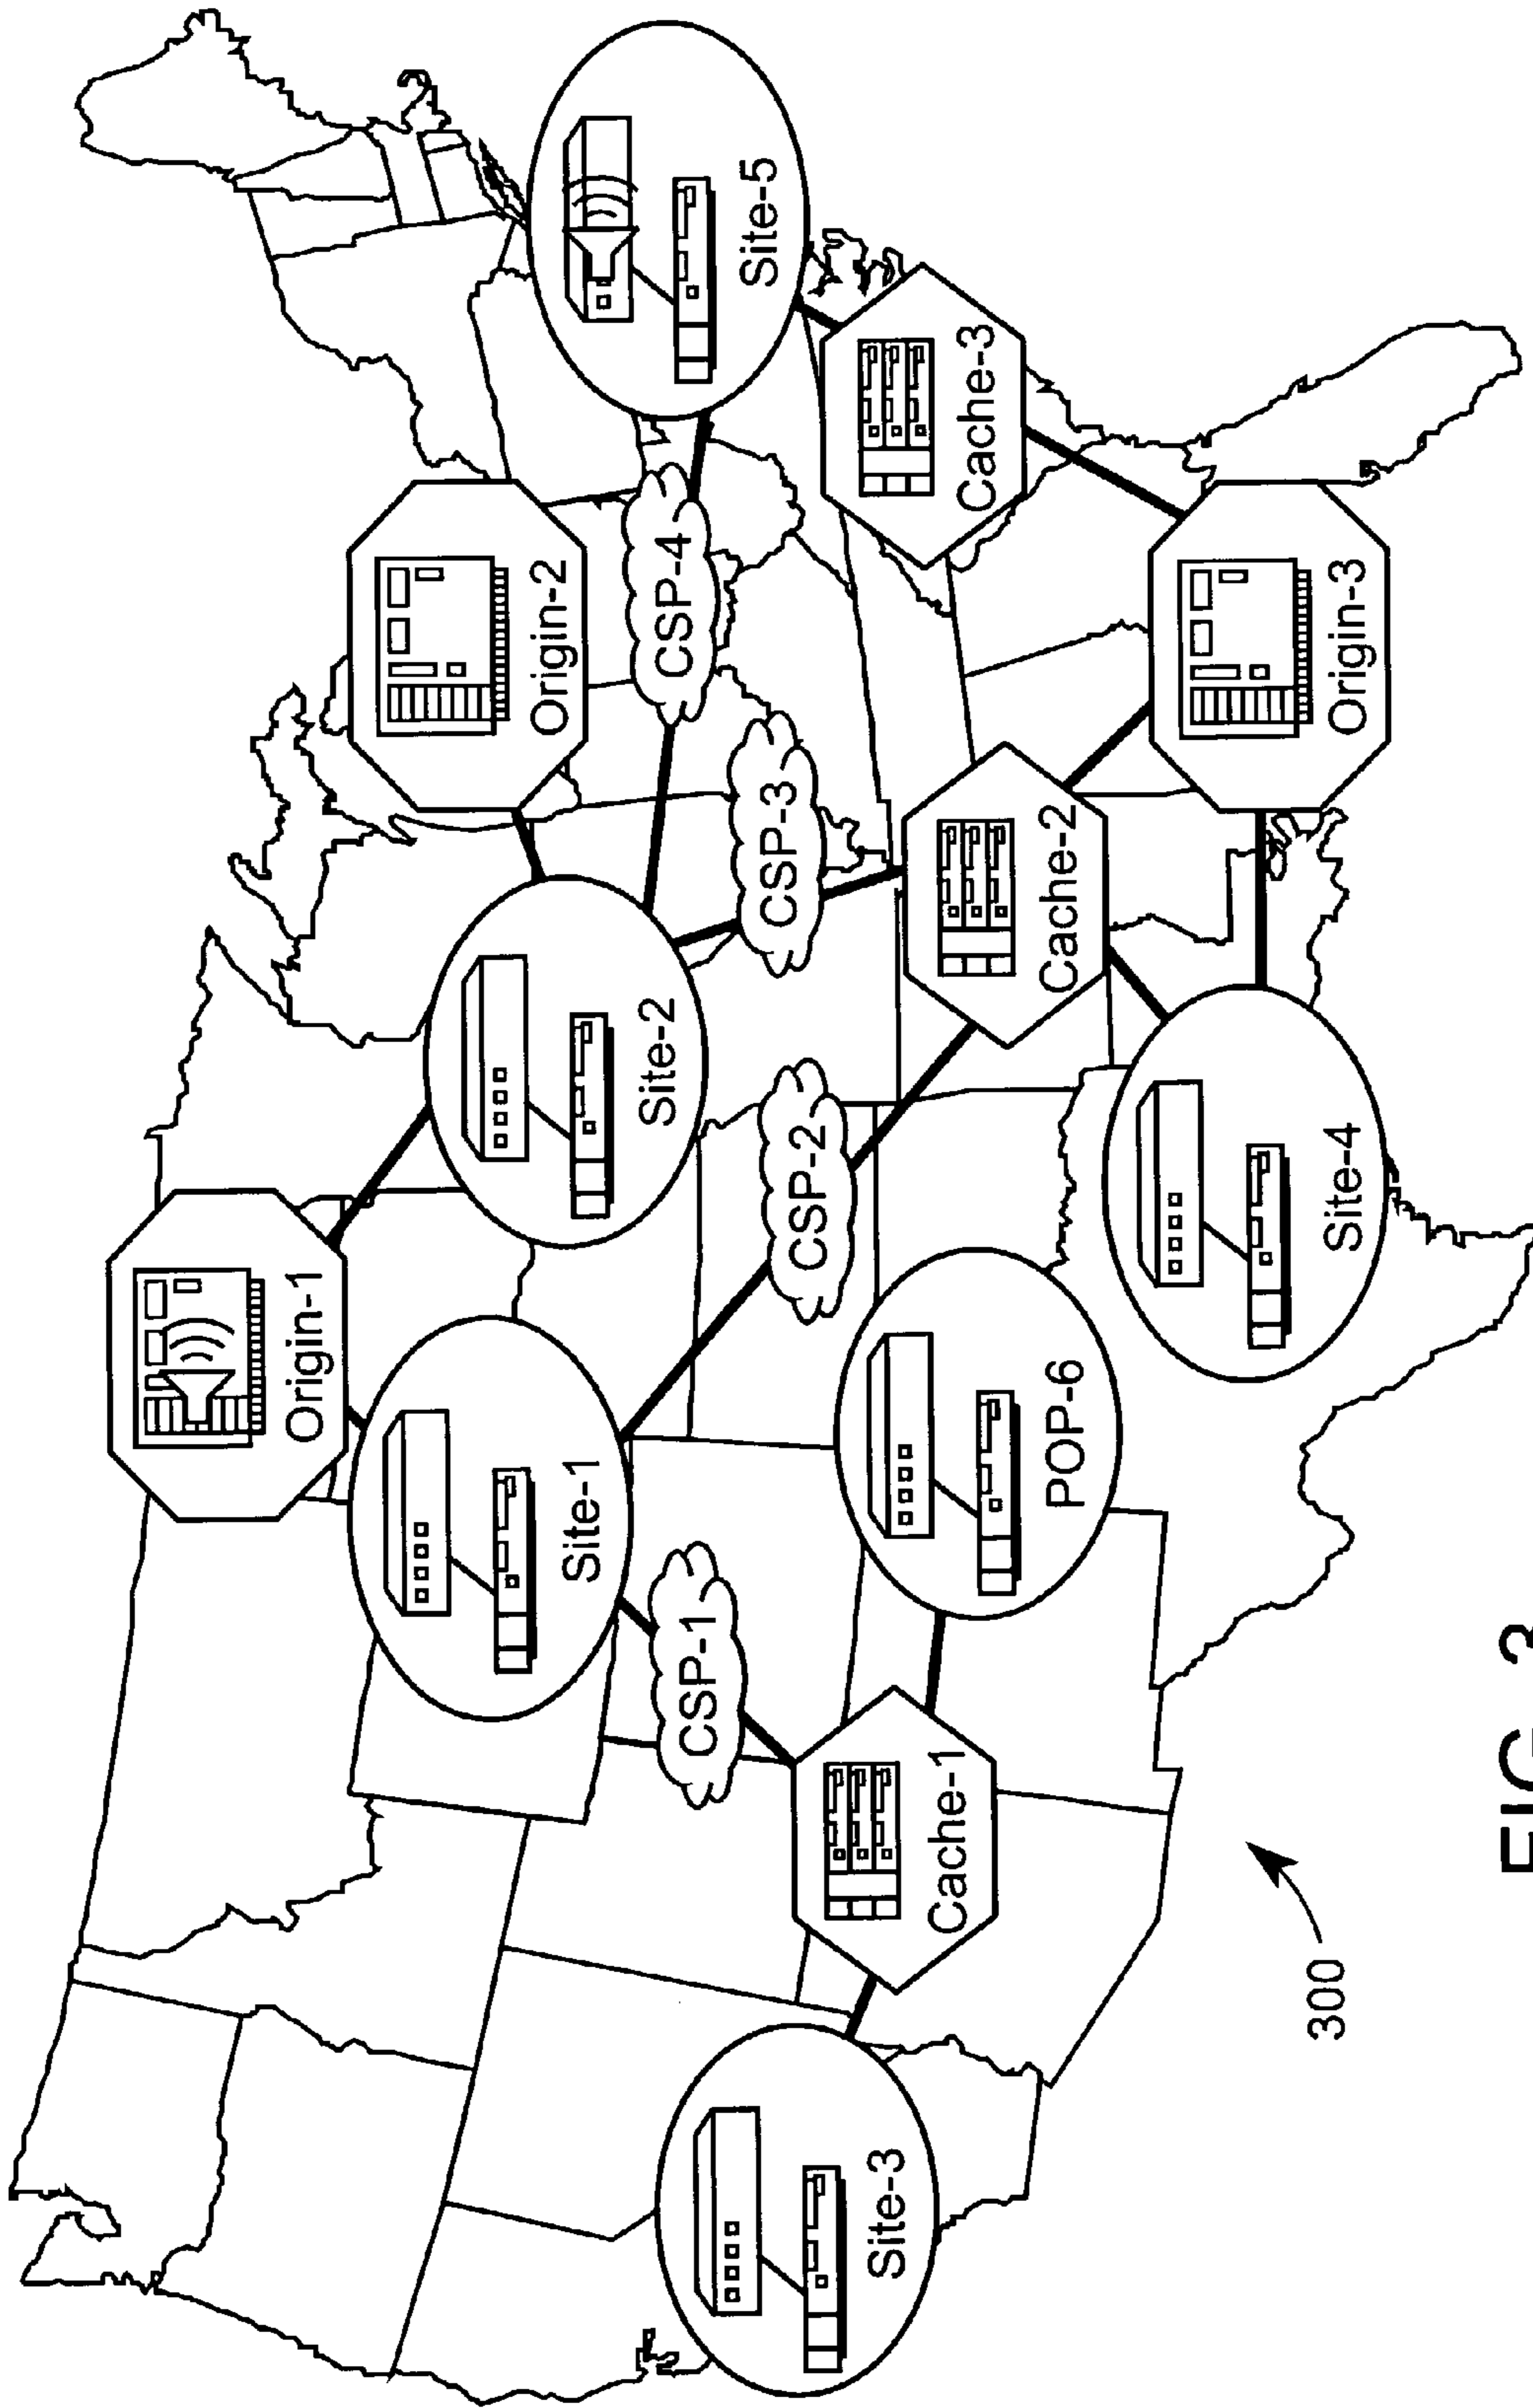 Origin-1
Origin-2
Site-1
Site-2
Site-5
CSP-1
CSP-4
CSP-3
CSP-2
Site-3
Cache-1
POP-6
Cache-2
Cache-3
Site-4
Origin-3
300
FIG. 3